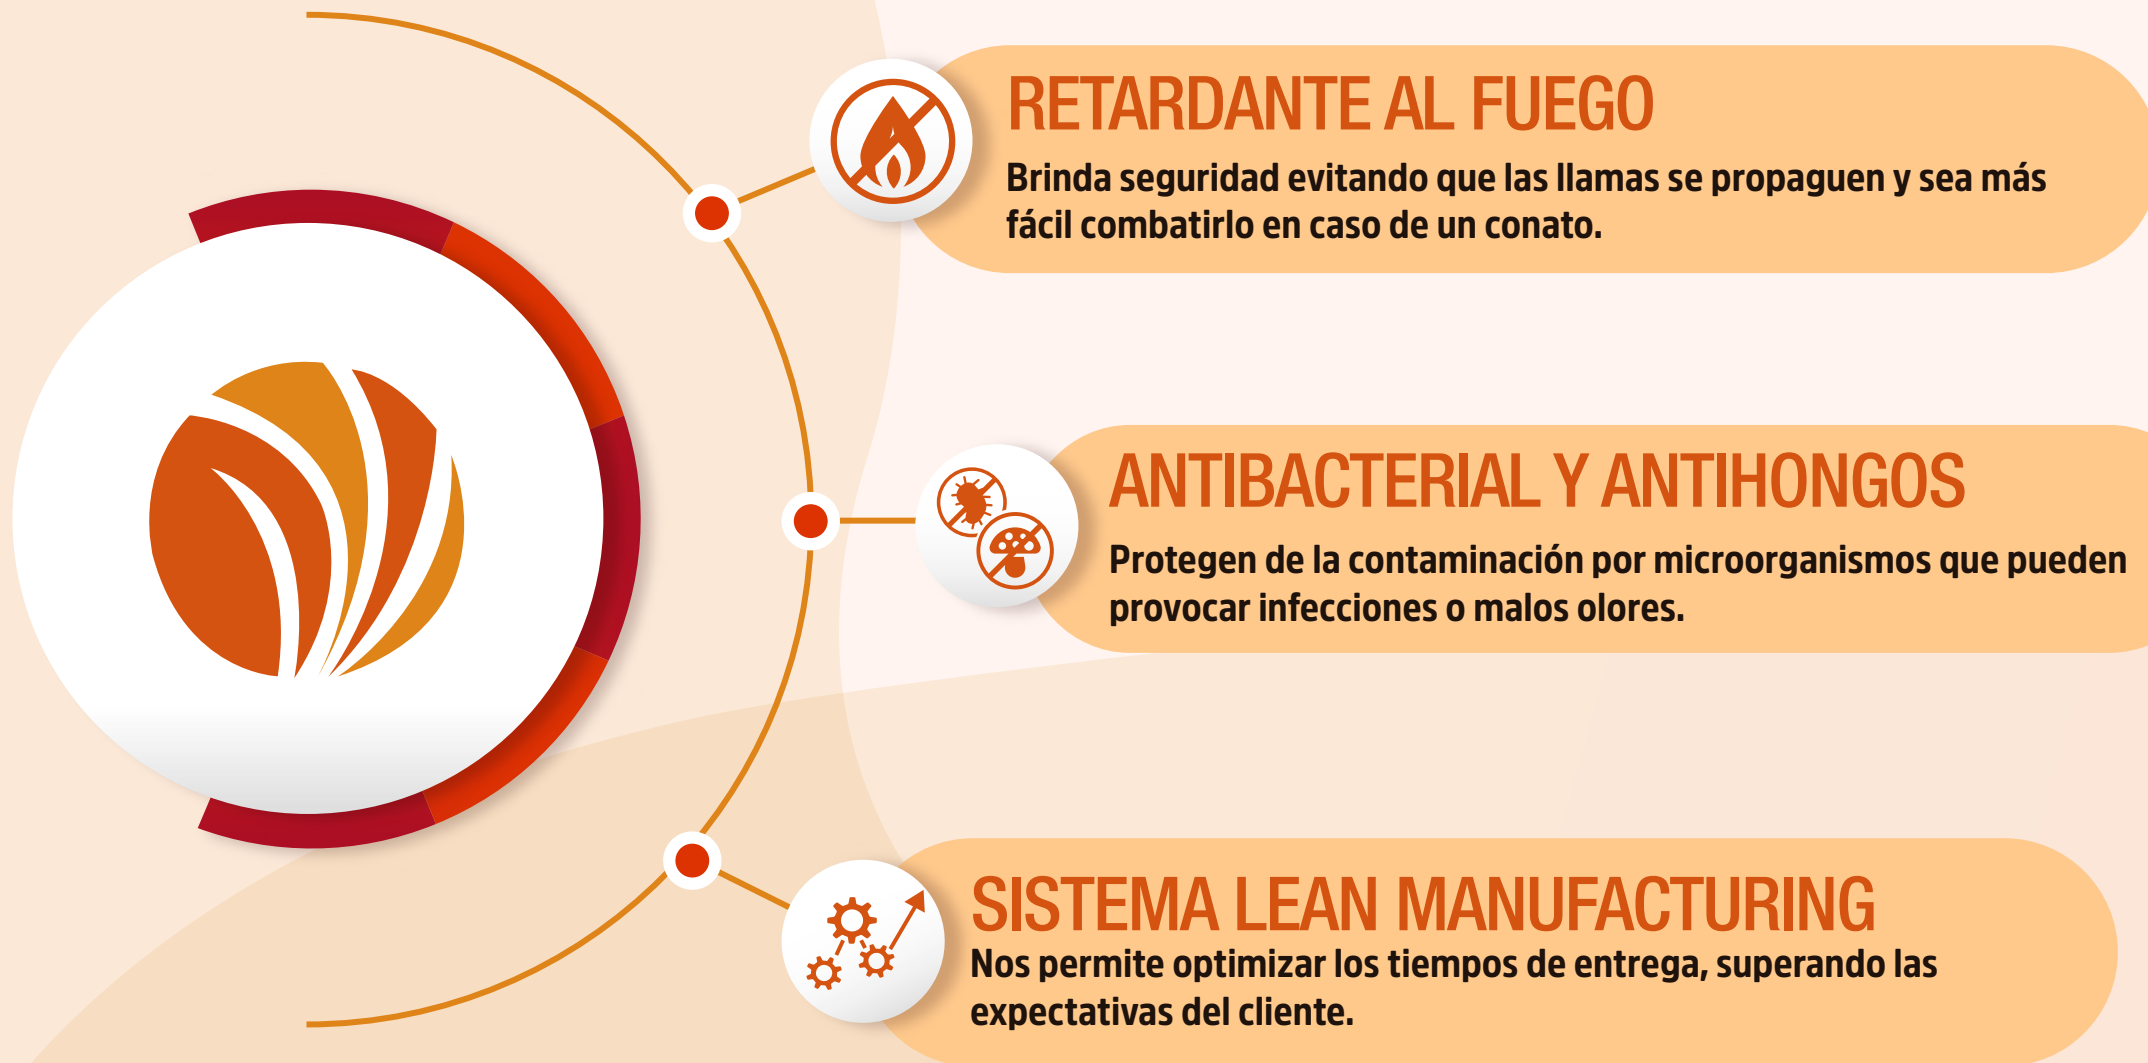 RETARDANTE AL FUEGO
Brinda seguridad evitando que las llamas se propaguen y sea más
fácil combatirlo en caso de un conato.
ANTIBACTERIAL Y ANTIHONGOS
Protegen de la contaminación por microorganismos que pueden
provocar infecciones o malos olores.
SISTEMA LEAN MANUFACTURING
Nos permite optimizar los tiempos de entrega, superando las
expectativas del cliente.